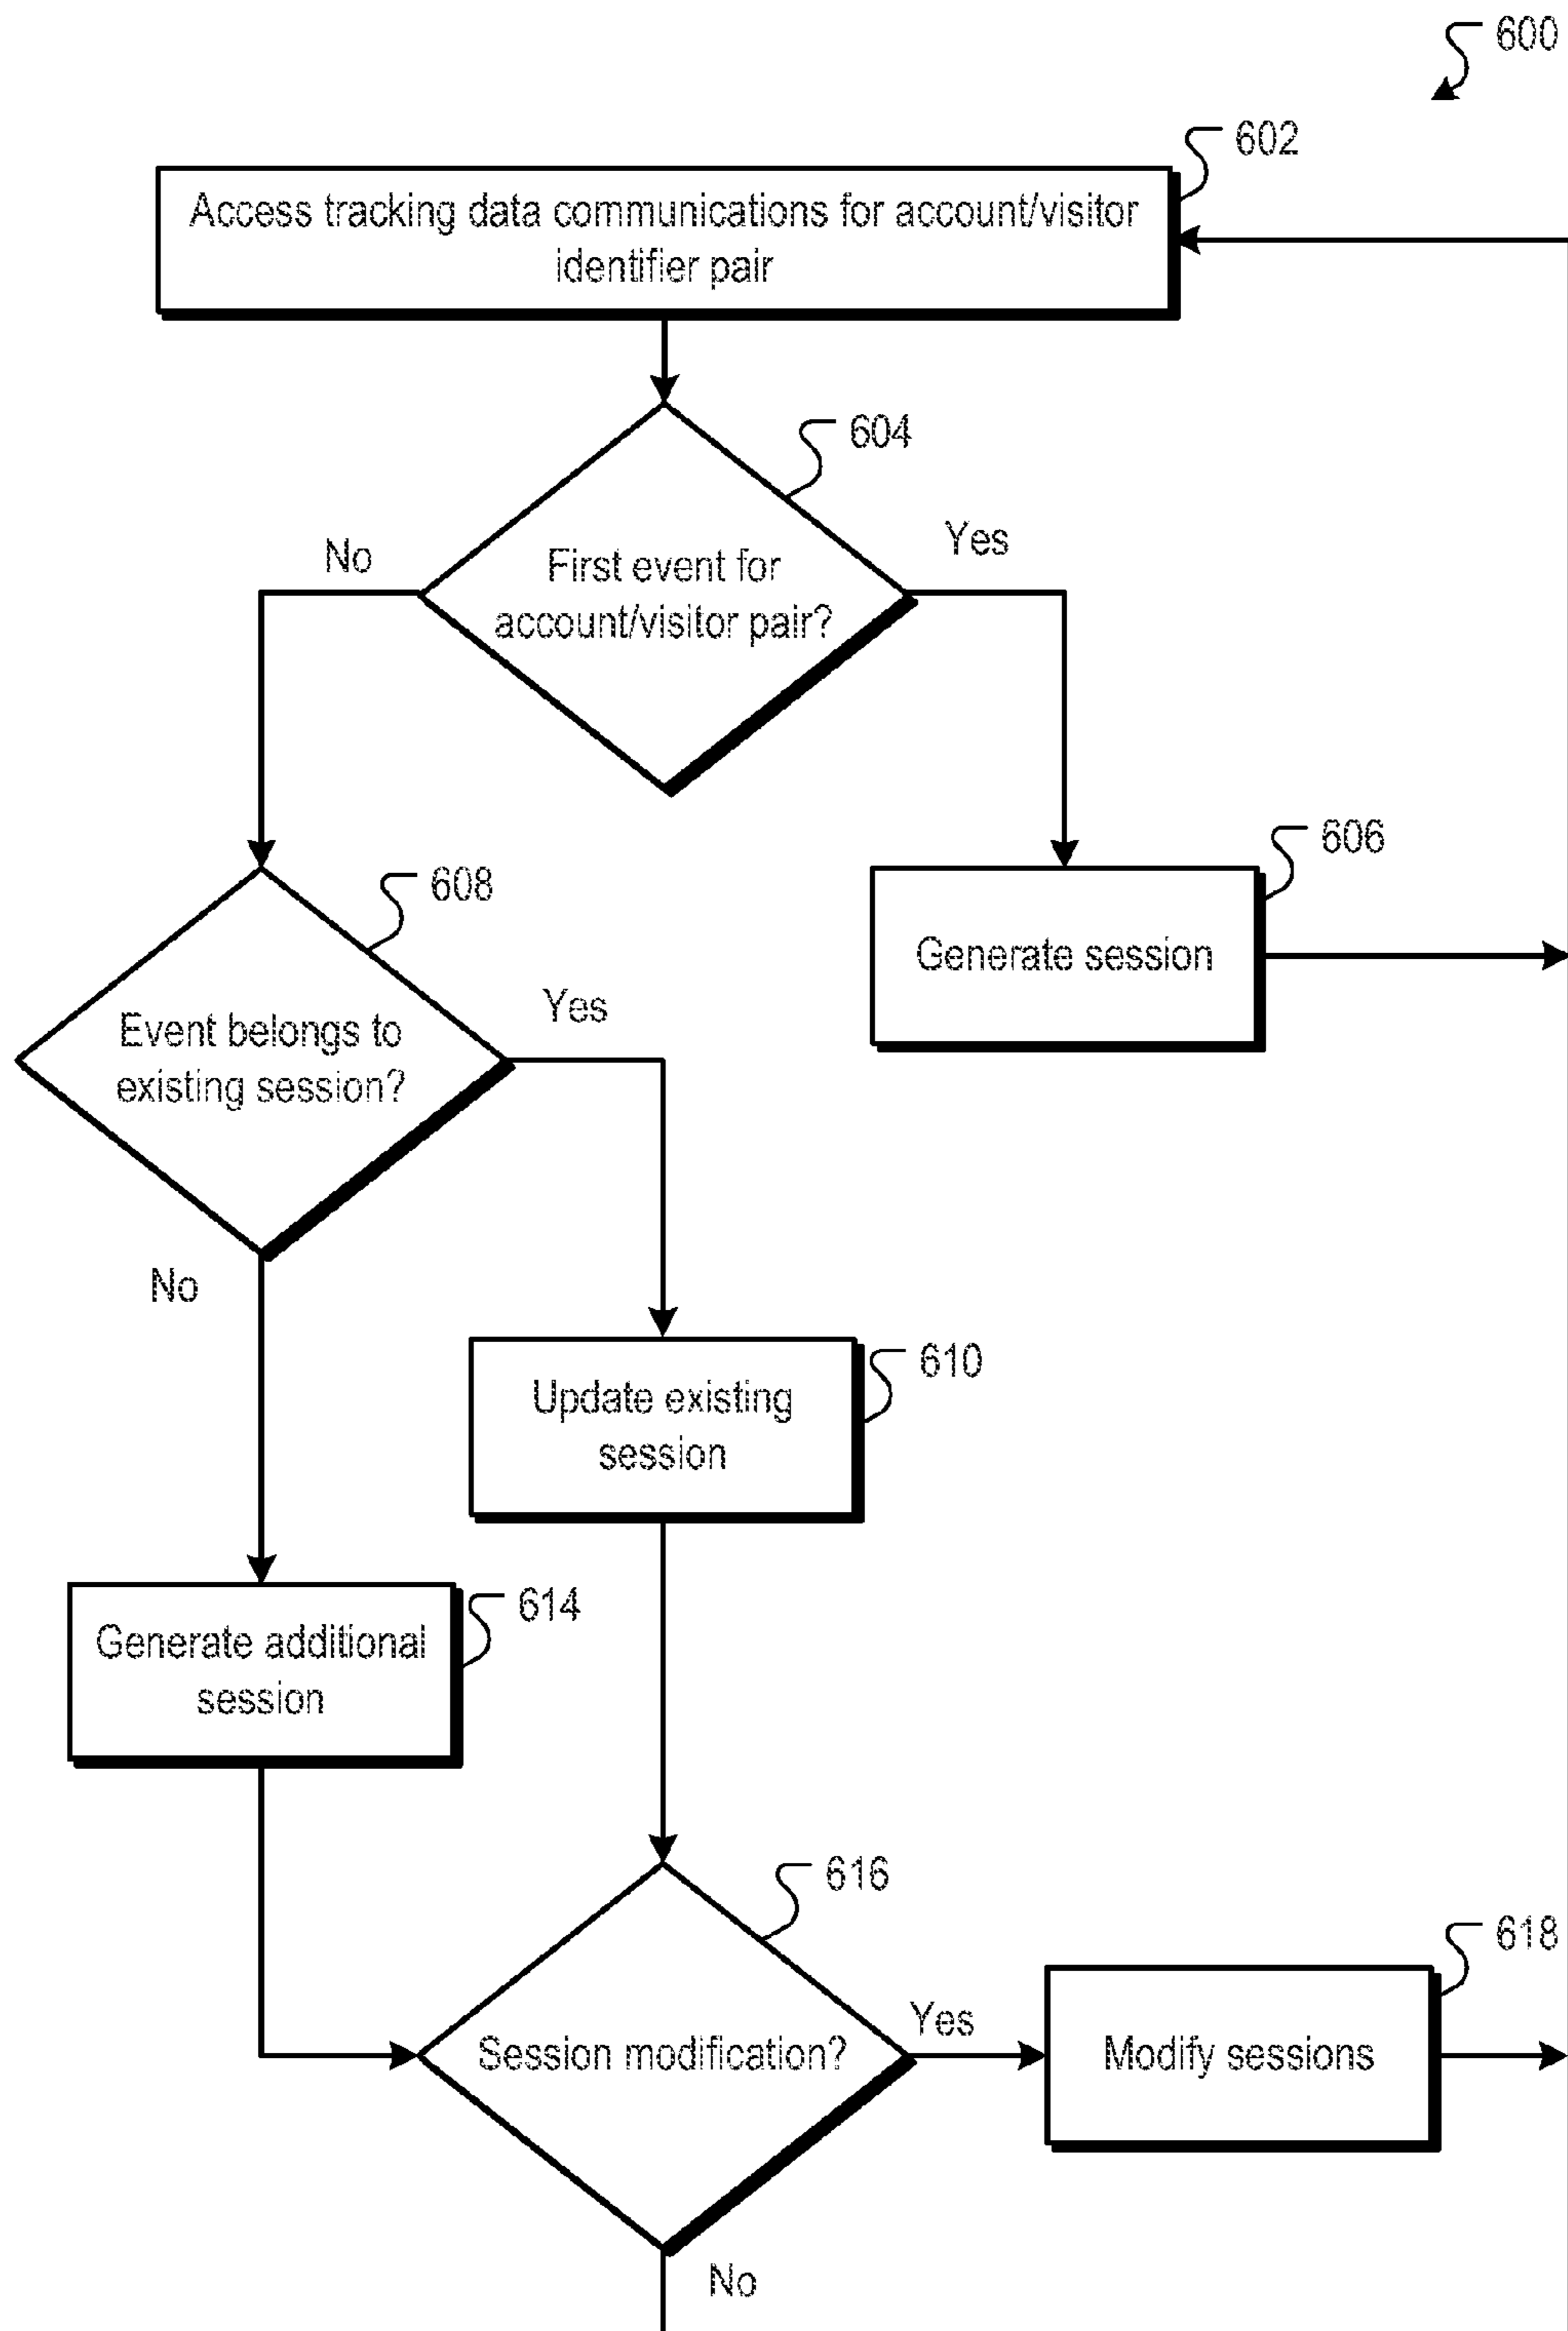 600
602
Access tracking data communications for account/visitor
identifier pair
604
No
Yes
First event for
account/visitor pair?
606
608
Generate session
Yes
Event belongs to
existing session?
No
610
Update existing
session
614
Generate additional
session
616
618
Yes
Session modification?
Modify sessions
No